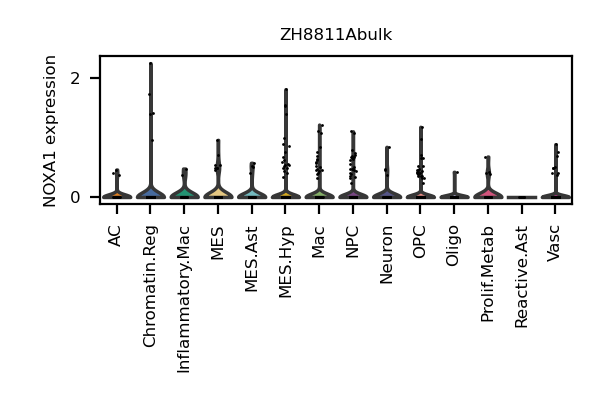 ZH8811Abulk
NOXA1 expression
2
0
AC
Chromatin.Reg
Inflammatory.Mac
MES
MES.Ast
MES.Hyp
Mac
NPC
Neuron
OPC
Oligo
Prolif.Metab
Reactive.Ast
Vasc